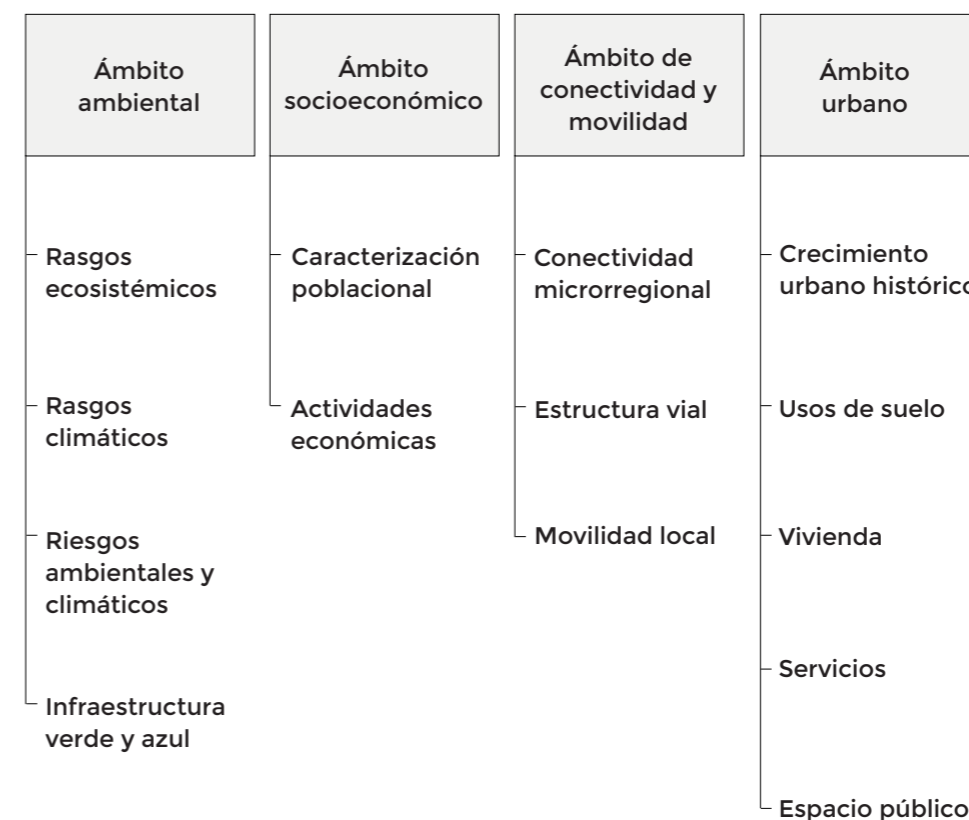 Ámbito
ambiental
Rasgos
ecosistémicos
Rasgos
climáticos
Riesgos
ambientales y
climáticos
Infraestructura
verde y azul
Ámbito
socioeconómico
Caracterización
poblacional
Actividades
económicas
Ámbito de
conectividad y
movilidad
Conectividad
microrregional
Estructura vial
Movilidad local
Ámbito
urbano
Crecimiento
urbano histórico
Usos de suelo
Vivienda
Servicios
Espacio público